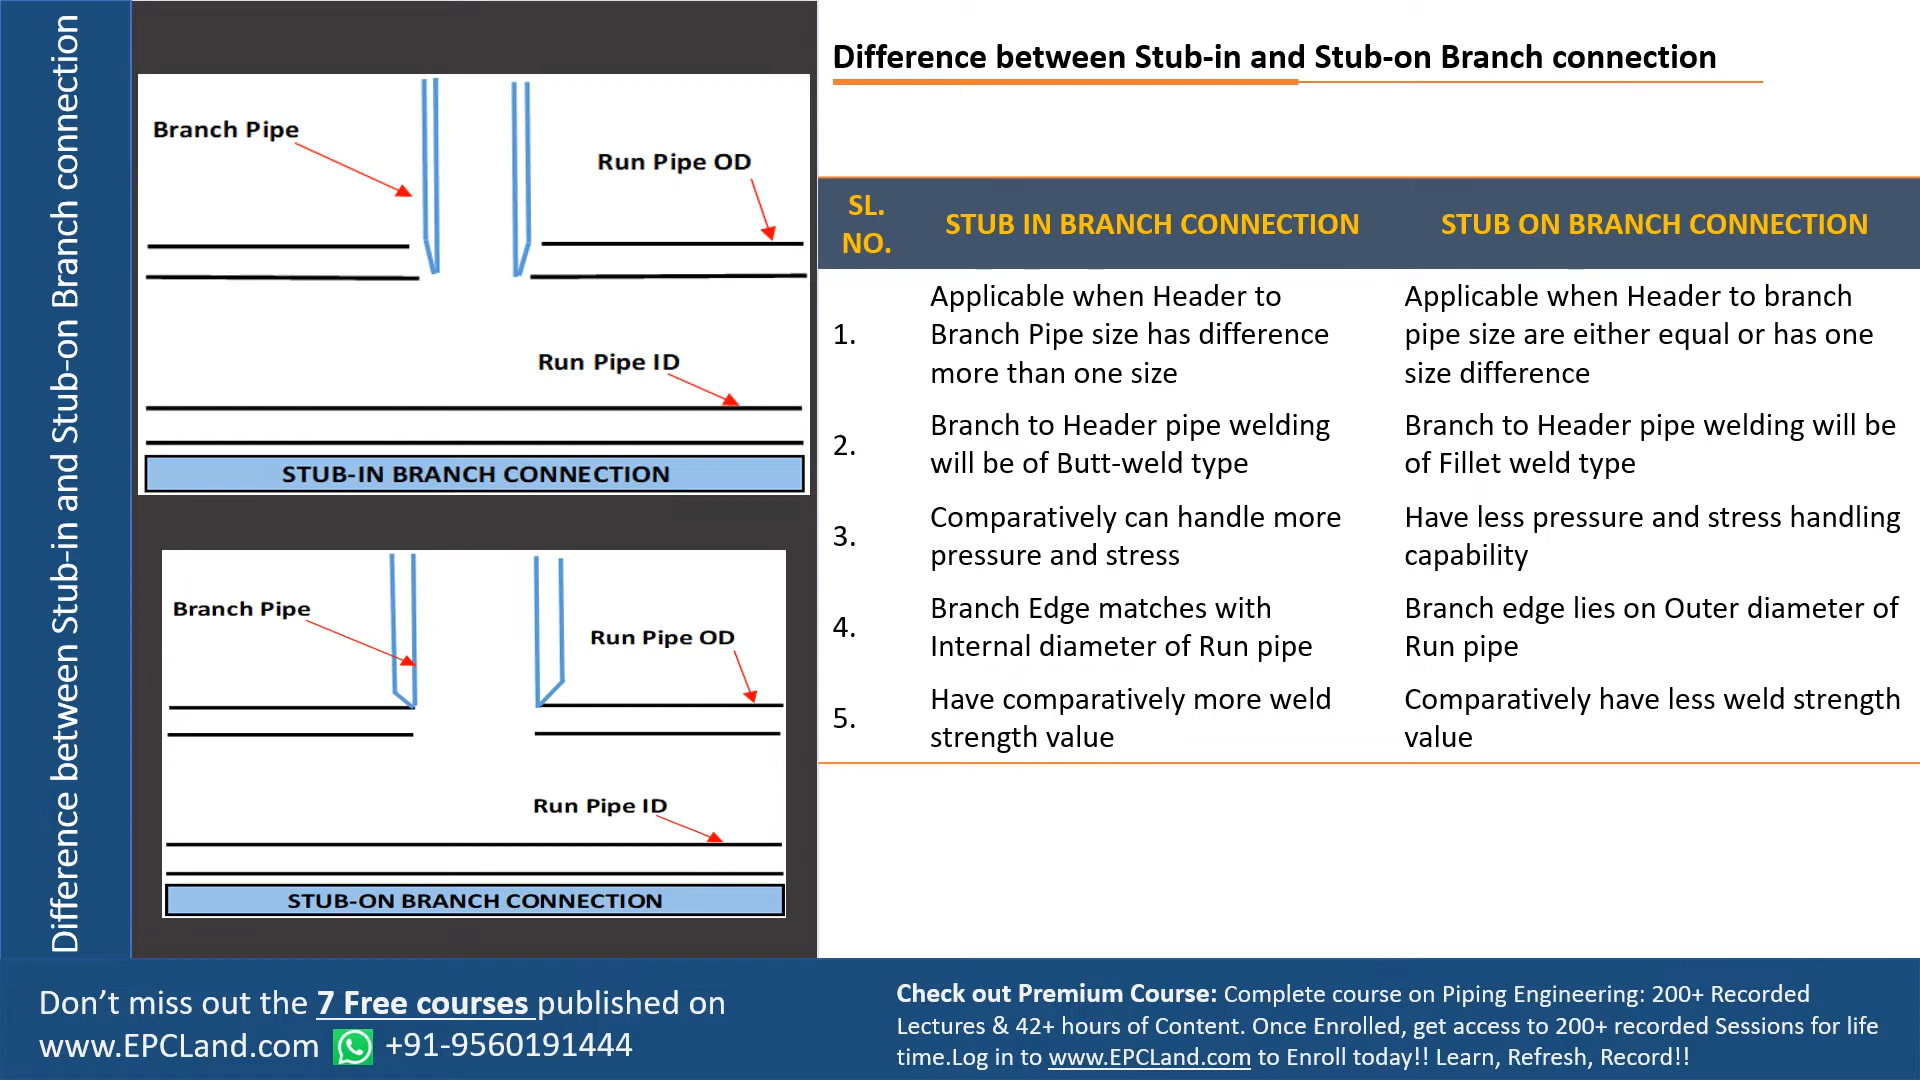 Difference between Stub-in and Stub-on Branch connection
Branch Pipe
Run Pipe OD
Run Pipe ID
STUB-IN BRANCH CONNECTION
Branch Pipe
Run Pipe OD
Run Pipe ID
STUB-ON BRANCH CONNECTION
Difference between Stub-in and Stub-on Branch connection
SL.
NO.
STUB IN BRANCH CONNECTION
STUB ON BRANCH CONNECTION
1.
Applicable when Header to
Branch Pipe size has difference
more than one size
Applicable when Header to branch
pipe size are either equal or has one
size difference
2.
Branch to Header pipe welding
will be of Butt-weld type
Branch to Header pipe welding will be
of Fillet weld type
3.
Comparatively can handle more
pressure and stress
Have less pressure and stress handling
capability
4.
Branch Edge matches with
Internal diameter of Run pipe
Branch edge lies on Outer diameter of
Run pipe
5.
Have comparatively more weld
strength value
Comparatively have less weld strength
value
Don’t miss out the 7 Free courses published on
www.EPCLand.com +91-9560191444
Check out Premium Course: Complete course on Piping Engineering: 200+ Recorded
Lectures & 42+ hours of Content. Once Enrolled, get access to 200+ recorded Sessions for life
time.Log in to www.EPCLand.com to Enroll today!! Learn, Refresh, Record!!